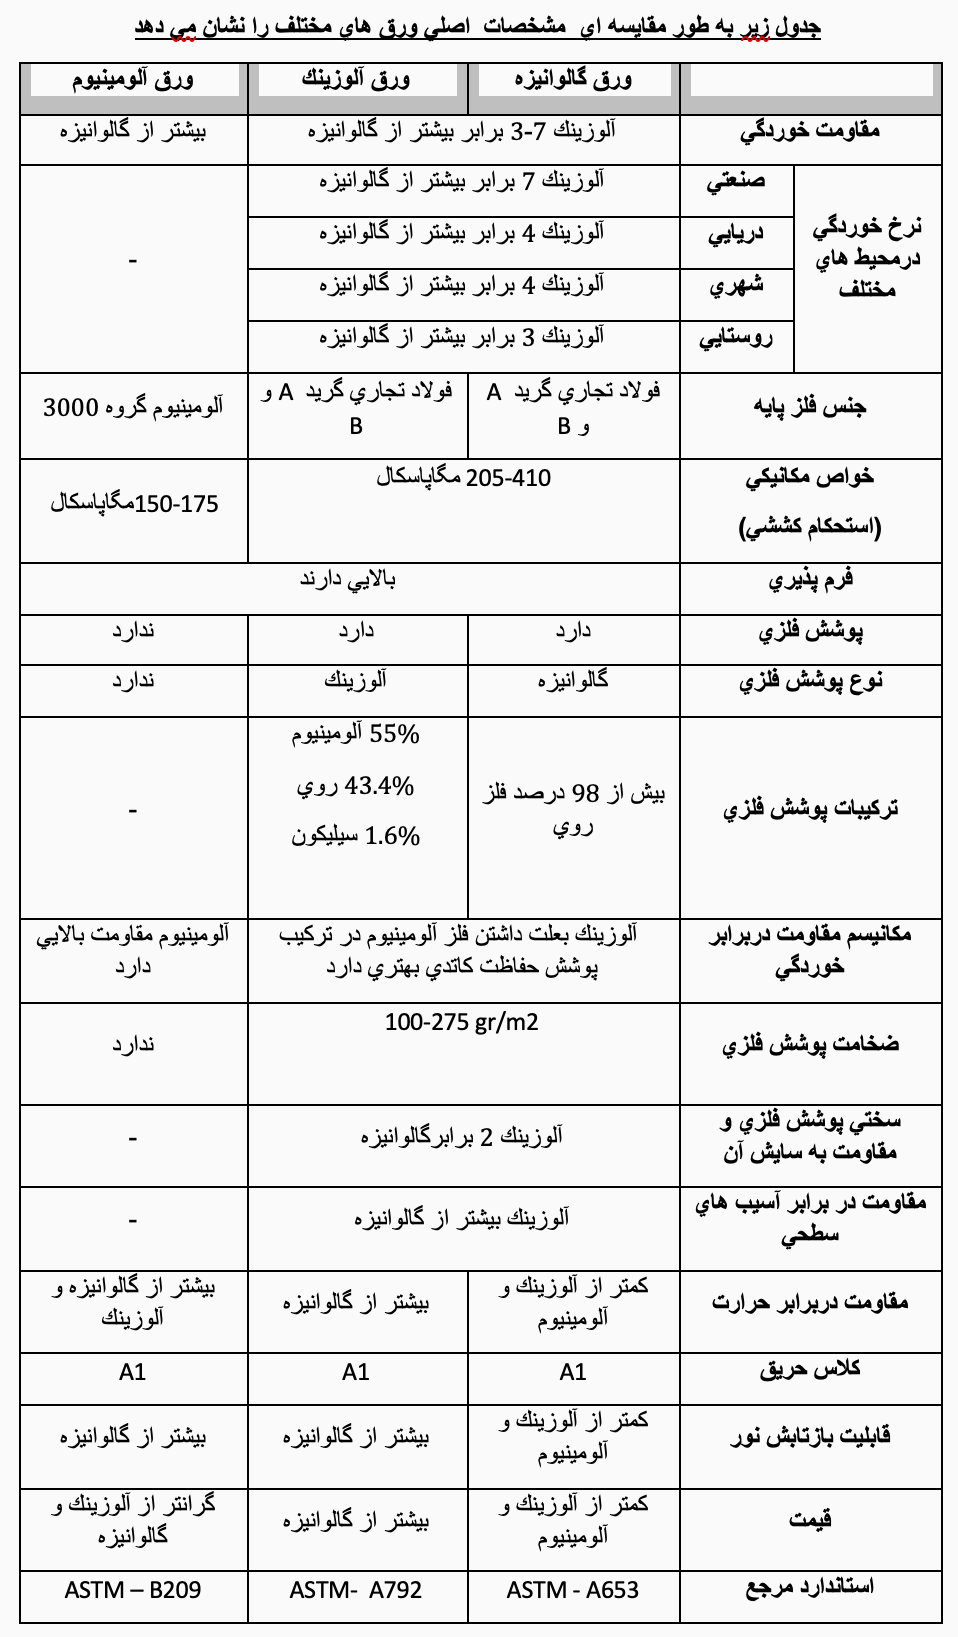 جدول زير به طور مقايسه اي مشخصات اصلي ورق هاي مختلف را نشان مي دهد
ورق گالوانيزه
ورق آلوزينك
ورق آلومينيوم
مقاومت خوردگي
آلوزينك 7-3 برابر بيشتر از گالوانيزه
بيشتر از گالوانيزه
نرخ خوردگي
درمحيط هاي
مختلف
صنعتي
آلوزينك 7 برابر بيشتر از گالوانيزه
-
دريايي
آلوزينك 4 برابر بيشتر از گالوانيزه
شهري
آلوزينك 4 برابر بيشتر از گالوانيزه
روستايي
آلوزينك 3 برابر بيشتر از گالوانيزه
جنس فلز پايه
فولاد تجاري گريد A
و B
فولاد تجاري گريد A و
B
آلومينيوم گروه 3000
خواص مكانيكي
(استحكام كششي)
205-410 مگاپاسكال
150-175مگاپاسكال
فرم پذيري
بالايي دارند
پوشش فلزي
دارد
دارد
ندارد
نوع پوشش فلزي
گالوانيزه
آلوزينك
ندارد
تركيبات پوشش فلزي
بيش از 98 درصد فلز
روي
55% آلومينيوم
43.4% روي
1.6% سيليكون
-
مكانيسم مقاومت دربرابر
خوردگي
آلوزينك بعلت داشتن فلز آلومينيوم در تركيب
پوشش حفاظت كاتدي بهتري دارد
آلومينيوم مقاومت بالايي
دارد
ضخامت پوشش فلزي
100-275 gr/m2
ندارد
سختي پوشش فلزي و
مقاومت به سايش آن
آلوزينك 2 برابرگالوانيزه
-
مقاومت در برابر آسيب هاي
سطحي
آلوزينك بيشتر از گالوانيزه
-
مقاومت دربرابر حرارت
كمتر از آلوزينك و
آلومينيوم
بيشتر از گالوانيزه
بيشتر از گالوانيزه و
آلوزينك
كلاس حريق
A1
A1
A1
قابليت بازتابش نور
كمتر از آلوزينك و
آلومينيوم
بيشتر از گالوانيزه
بيشتر از گالوانيزه
قيمت
كمتر از آلوزينك و
آلومينيوم
بيشتر از گالوانيزه
گرانتر از آلوزينك و
گالوانيزه
استاندارد مرجع
ASTM - A653
ASTM- A792
ASTM – B209